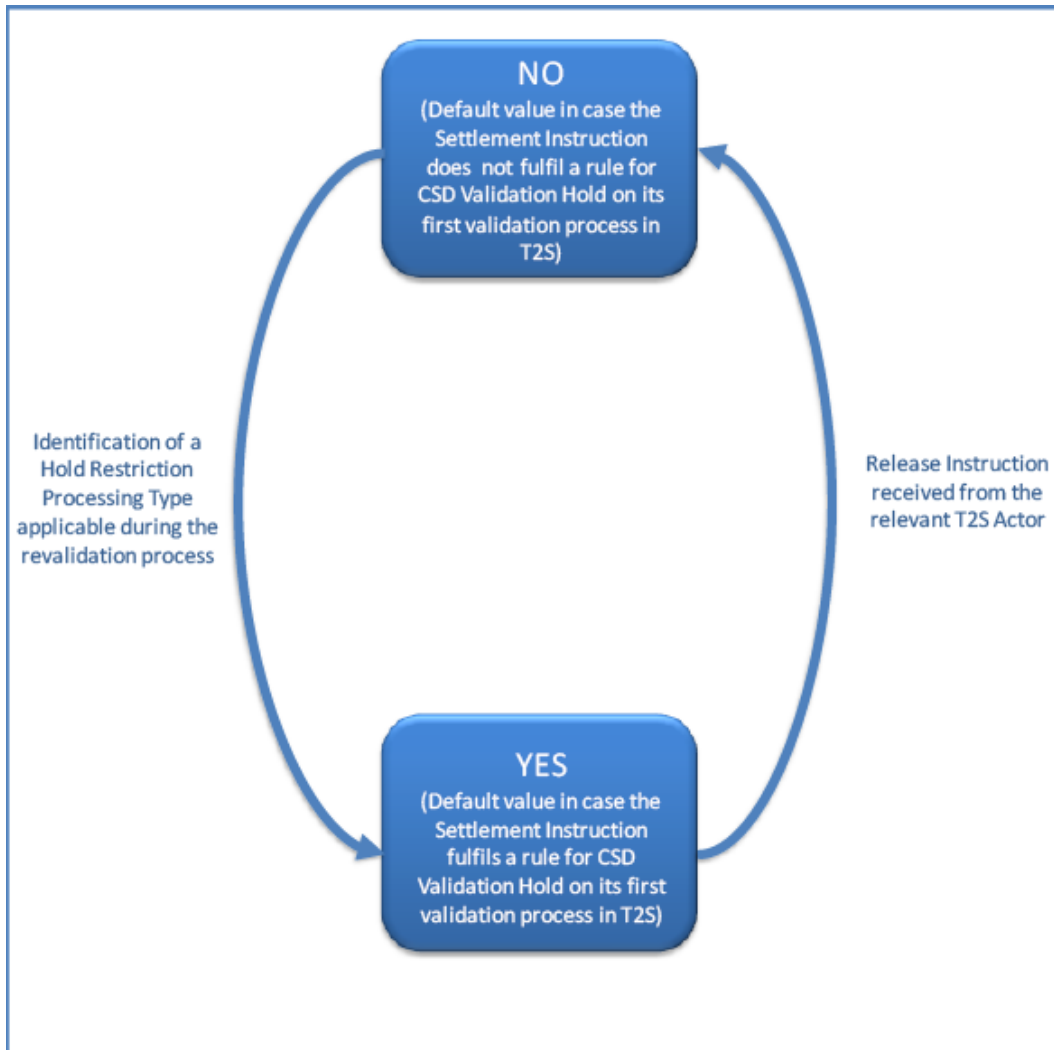 NO
(Default value in case the
Settlement Instruction
does not fulfil a rule for
CSD Validation Hold on its
first validation process in
T2S)
Identification of a
Hold Restriction
Processing Type
applicable during the
revalidation process
Release Instruction
received from the
relevant T2S Actor
YES
(Default value in case the
Settlement Instruction
fulfils a rule for CSD
Validation Hold on its first
validation process in T2S)